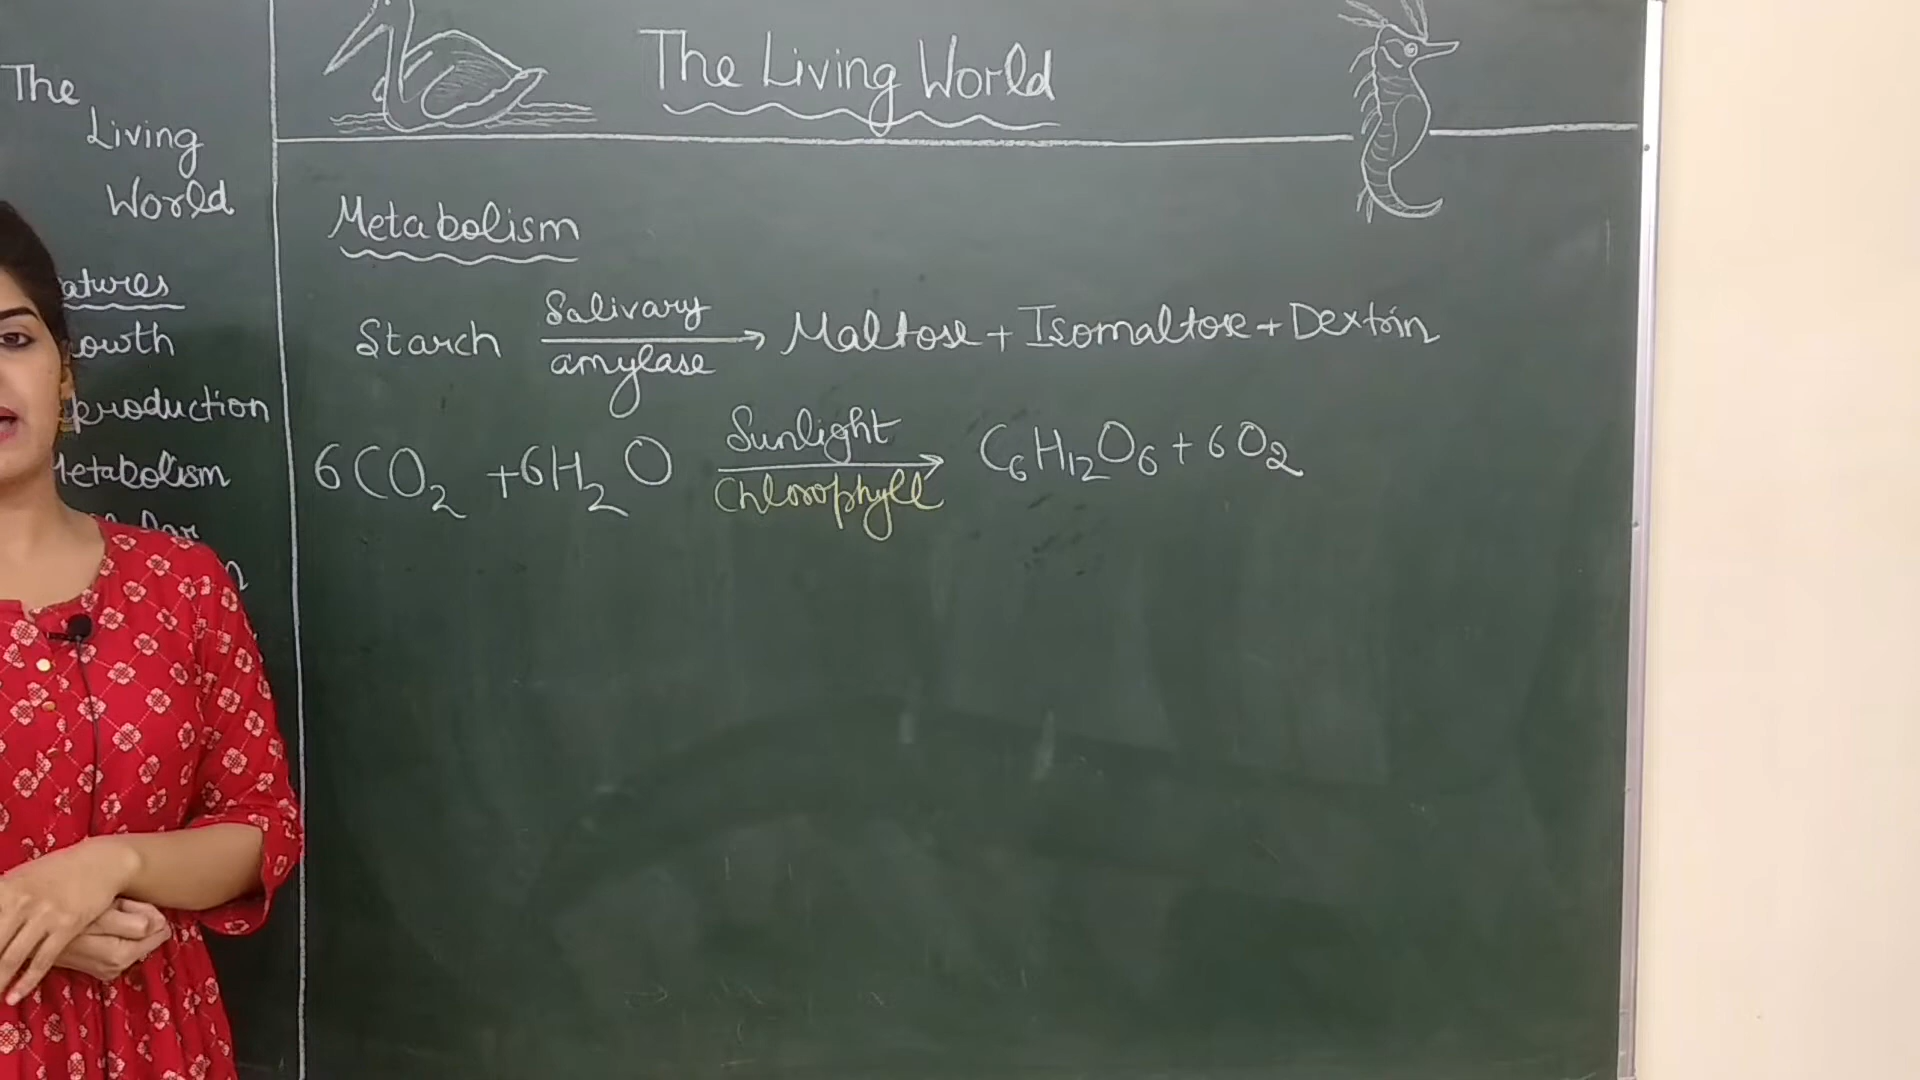 The
Living
World
atures
owth
production
Metabolism
The Living World
Metabolism
Starch Salivary amylase → Maltose + Isomaltose + Dextrin
6CO₂ + 6H₂O Sunlight Chlorophyll → C₆H₁₂O₆ + 6O₂